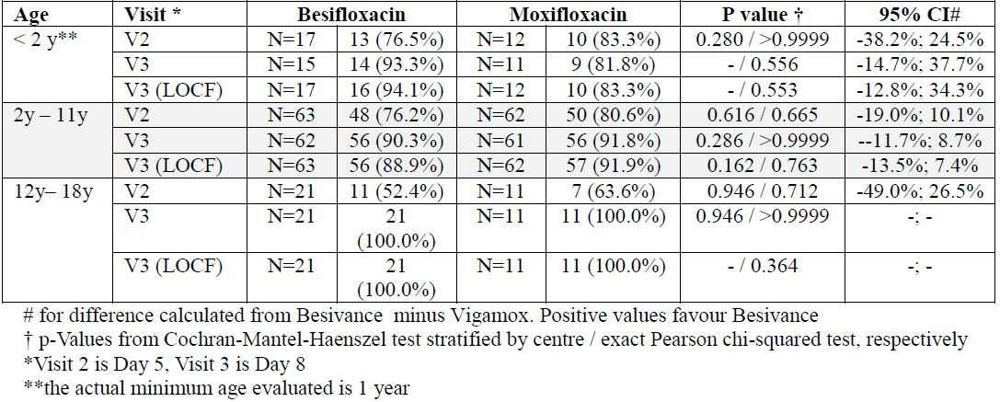 Age Visit * Besifloxacin Moxifloxacin P value † 95% CI#
< 2 y** V2 N=17 13 (76.5%) N=12 10 (83.3%) 0.280 / >0.9999 -38.2%; 24.5%
V3 N=15 14 (93.3%) N=11 9 (81.8%) - / 0.556 -14.7%; 37.7%
V3 (LOCF) N=17 16 (94.1%) N=12 10 (83.3%) - / 0.553 -12.8%; 34.3%
2y – 11y V2 N=63 48 (76.2%) N=62 50 (80.6%) 0.616 / 0.665 -19.0%; 10.1%
V3 N=62 56 (90.3%) N=61 56 (91.8%) 0.286 / >0.9999 --11.7%; 8.7%
V3 (LOCF) N=63 56 (88.9%) N=62 57 (91.9%) 0.162 / 0.763 -13.5%; 7.4%
12y– 18y V2 N=21 11 (52.4%) N=11 7 (63.6%) 0.946 / 0.712 -49.0%; 26.5%
V3 N=21 21 N=11 11 (100.0%) 0.946 / >0.9999 -; -
(100.0%)
V3 (LOCF) N=21 21 N=11 11 (100.0%) - / 0.364 -; -
(100.0%)
# for difference calculated from Besivance minus Vigamox. Positive values favour Besivance
† p-Values from Cochran-Mantel-Haenszel test stratified by centre / exact Pearson chi-squared test, respectively
*Visit 2 is Day 5, Visit 3 is Day 8
**the actual minimum age evaluated is 1 year